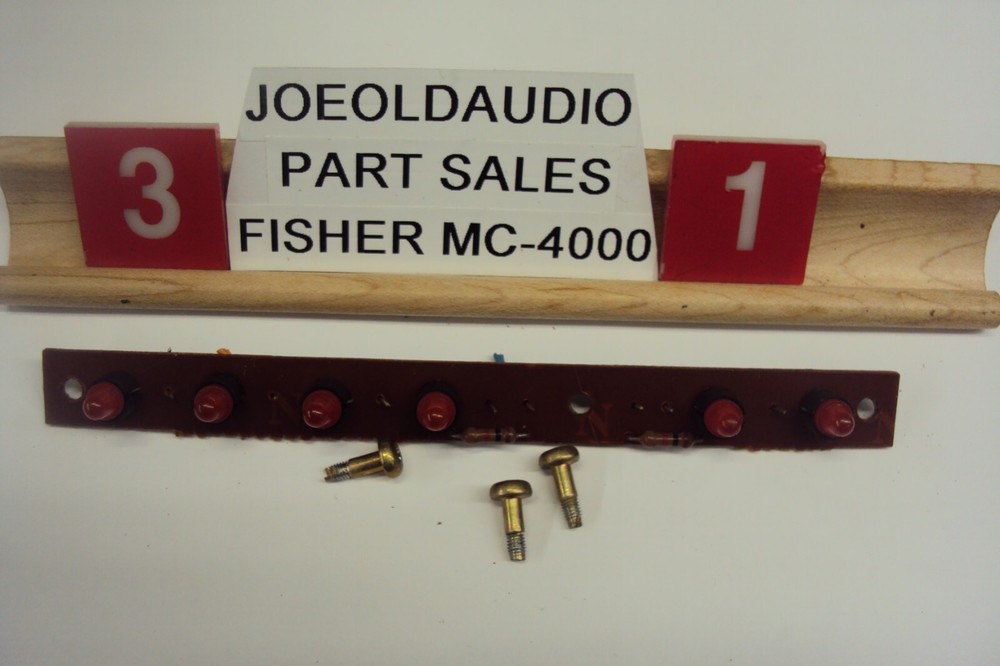 JOEOLDAUDIO
3 PART SALES 1
FISHER MC-4000